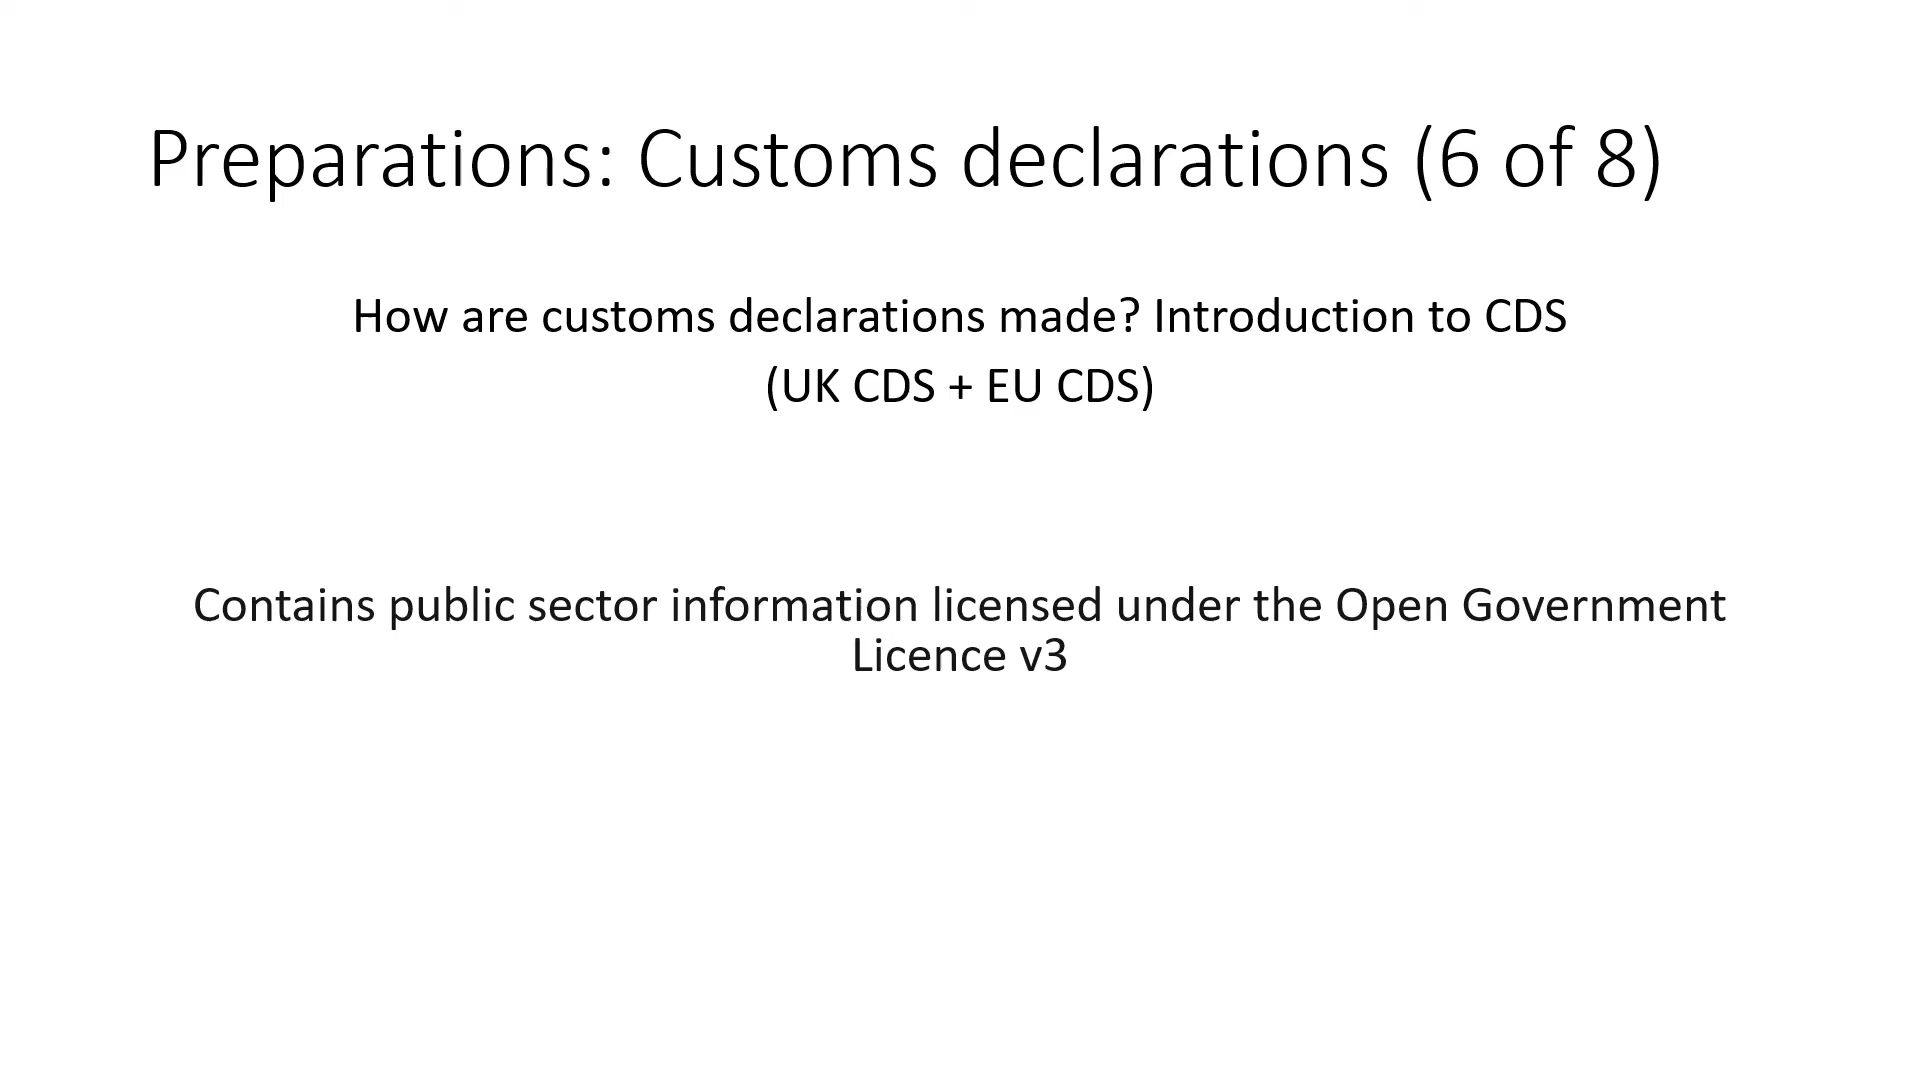 Preparations: Customs declarations (6 of 8)
How are customs declarations made? Introduction to CDS
(UK CDS + EU CDS)
Contains public sector information licensed under the Open Government
Licence v3